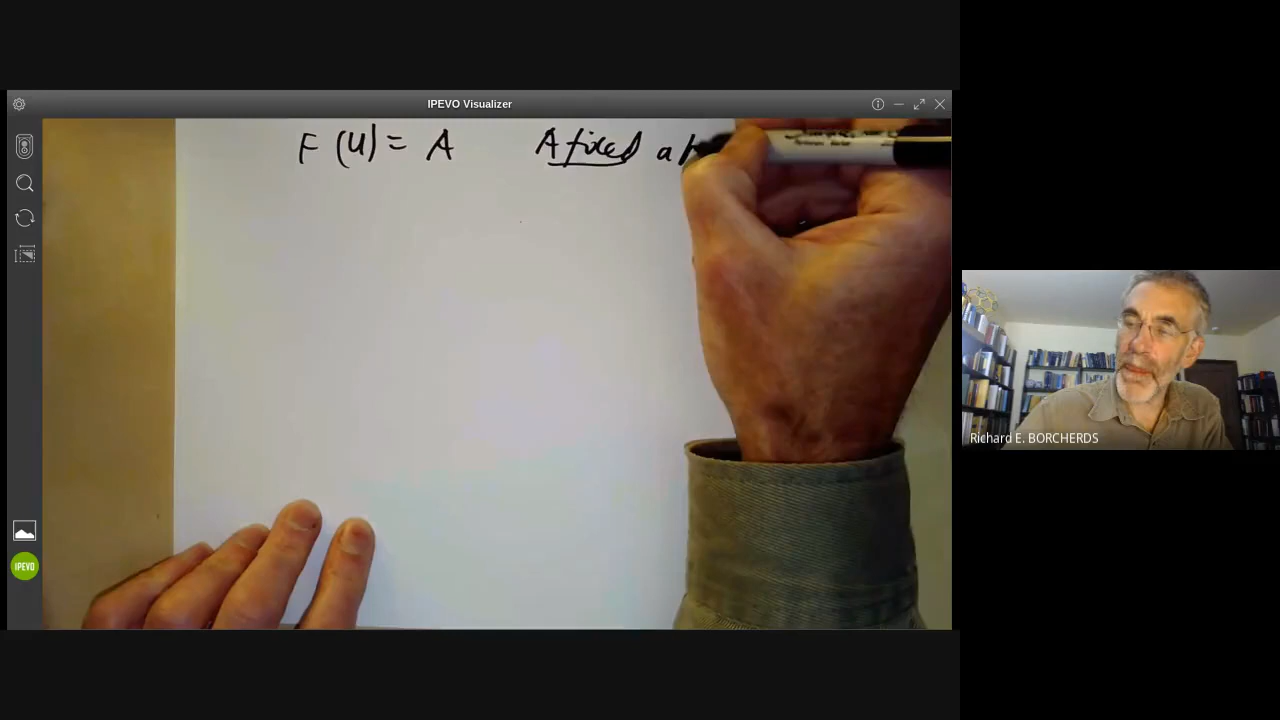 IPEVO Visualizer
F (U) = A A fixed a
IPEVO
Richard E. BORCHERDS